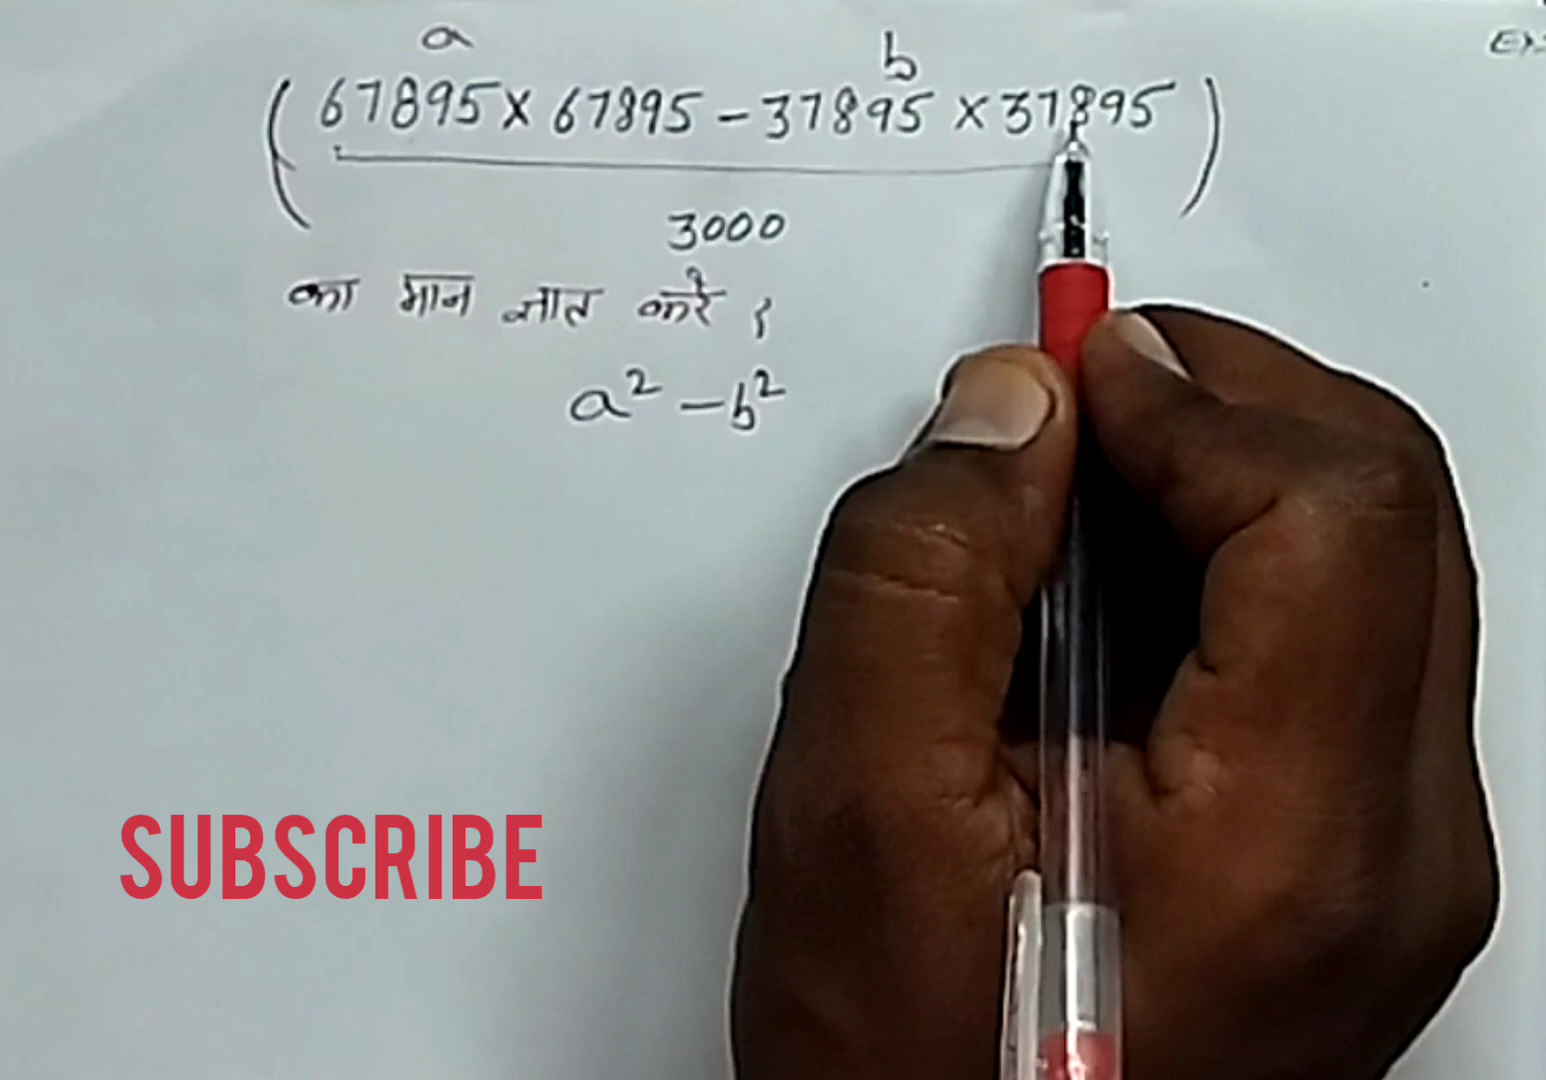 a b
( 67895 × 67895 – 37895 × 37895 )
3000
का मान ज्ञात करे ।
a² – b²
SUBSCRIBE